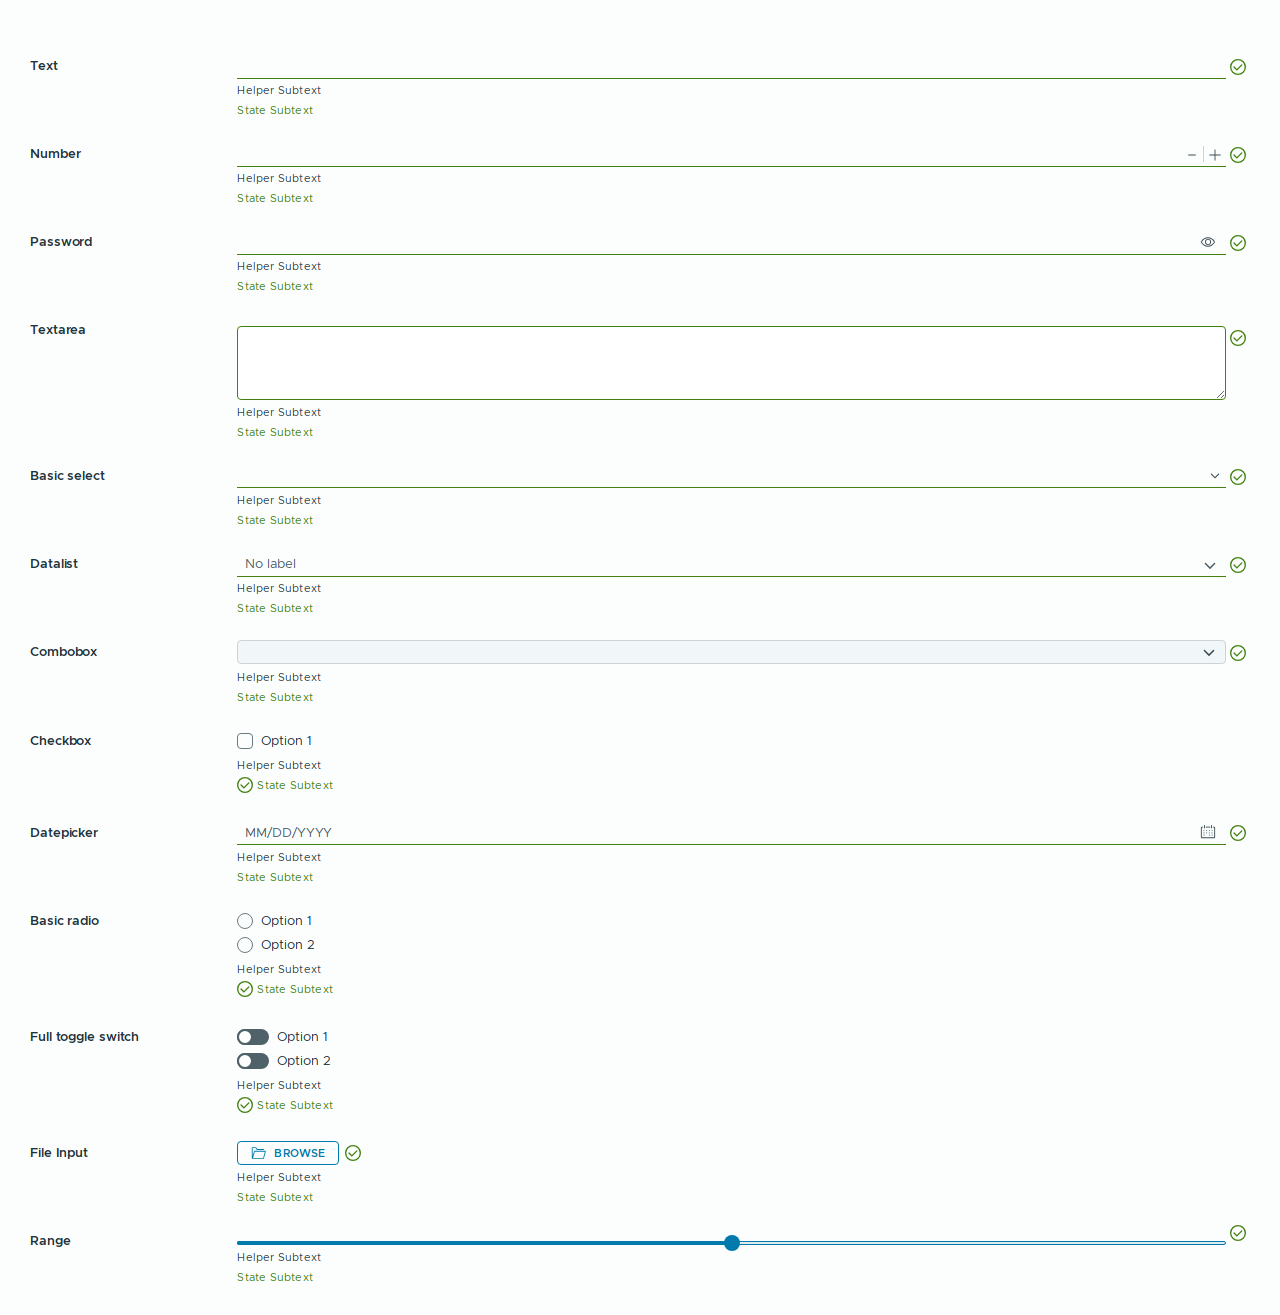 Text
Helper Subtext
State Subtext
Number
Helper Subtext
State Subtext
Password
Helper Subtext
State Subtext
Textarea
Helper Subtext
State Subtext
Basic select
Helper Subtext
State Subtext
Datalist
No label
Helper Subtext
State Subtext
Combobox
Helper Subtext
State Subtext
Checkbox
Option 1
Helper Subtext
State Subtext
Datepicker
MM/DD/YYYY
Helper Subtext
State Subtext
Basic radio
Option 1
Option 2
Helper Subtext
State Subtext
Full toggle switch
Option 1
Option 2
Helper Subtext
State Subtext
File Input
BROWSE
Helper Subtext
State Subtext
Range
Helper Subtext
State Subtext